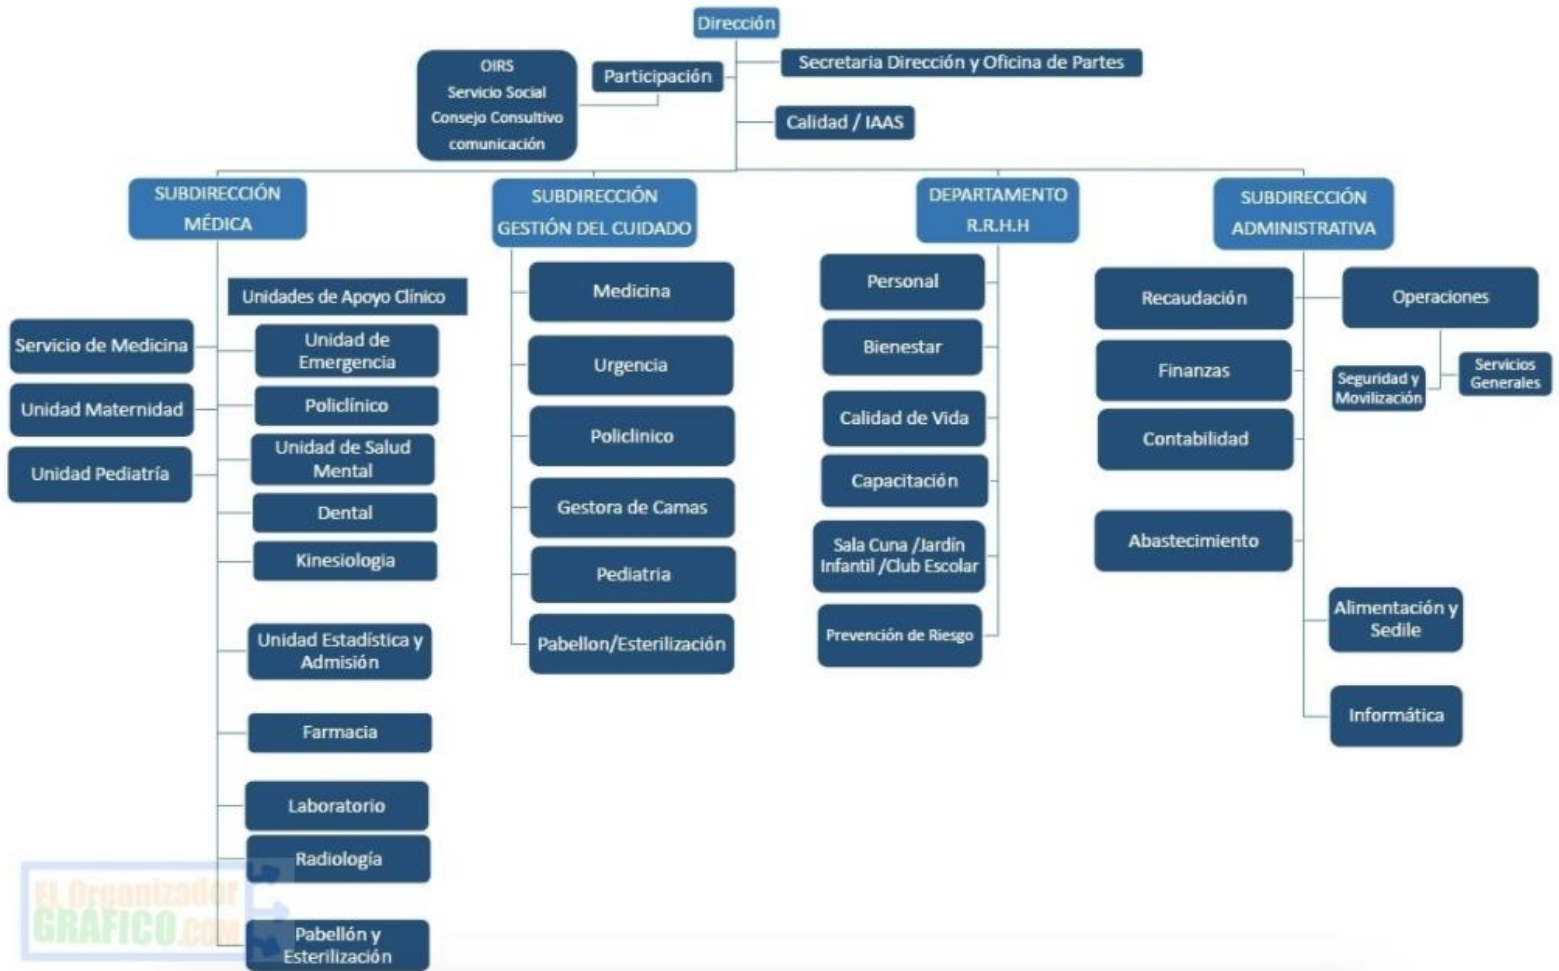 Dirección
OIRS
Servicio Social
Consejo Consultivo
comunicación
Participación
Secretaria Dirección y Oficina de Partes
Calidad / IAAS
SUBDIRECCIÓN
MÉDICA
Unidades de Apoyo Clínico
Servicio de Medicina
Unidad Maternidad
Unidad Pediatría
Unidad de
Emergencia
Policlínico
Unidad de Salud
Mental
Dental
Kinesiologia
Unidad Estadística y
Admisión
Farmacia
Laboratorio
Radiología
Pabellón y
Esterilización
SUBDIRECCIÓN
GESTIÓN DEL CUIDADO
Medicina
Urgencia
Policlinico
Gestora de Camas
Pediatria
Pabellon/Esterilización
DEPARTAMENTO
R.R.H.H
Personal
Bienestar
Calidad de Vida
Capacitación
Sala Cuna /Jardín
Infantil /Club Escolar
Prevención de Riesgo
SUBDIRECCIÓN
ADMINISTRATIVA
Recaudación
Finanzas
Contabilidad
Abastecimiento
Operaciones
Seguridad y
Movilización
Servicios
Generales
Alimentación y
Sedile
Informática
EL Organizador
GRÁFICO.COM